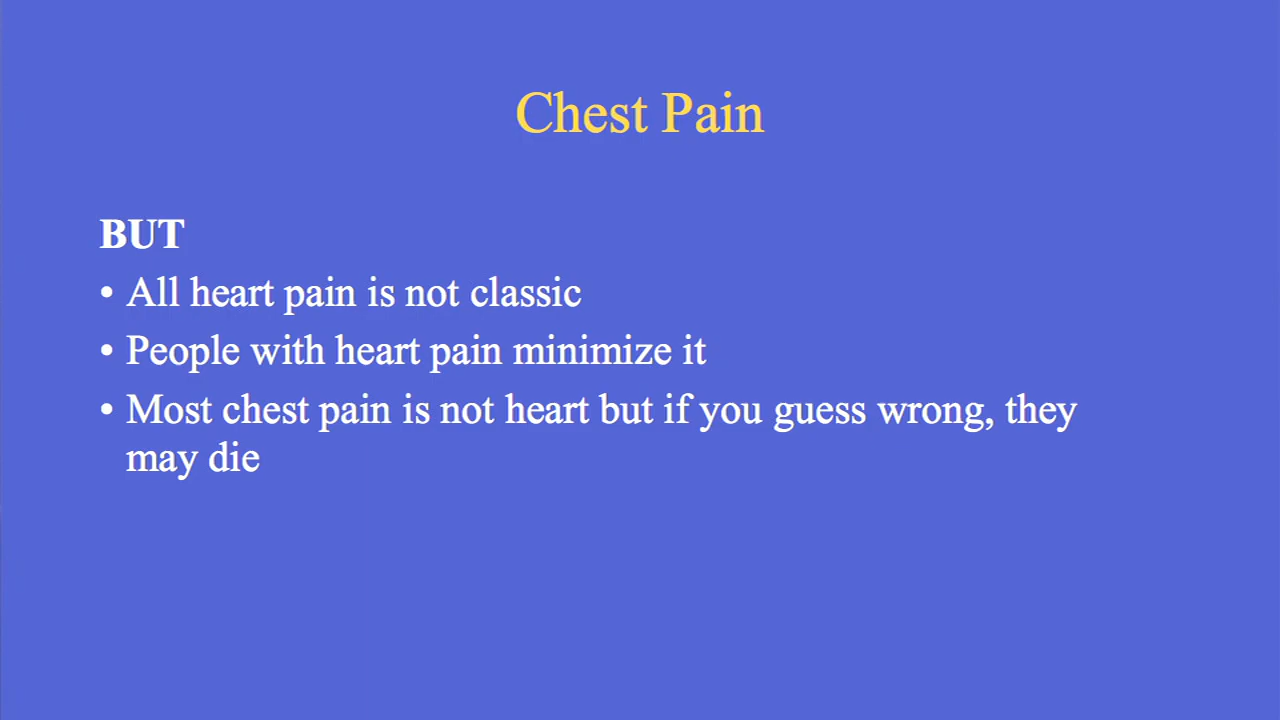 Chest Pain
BUT
• All heart pain is not classic
• People with heart pain minimize it
• Most chest pain is not heart but if you guess wrong, they
may die